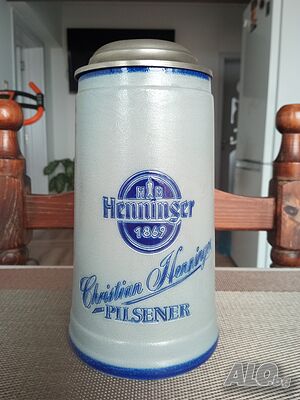 Henninger
1869
Christian Henninger
PILSENER
ALO.bg